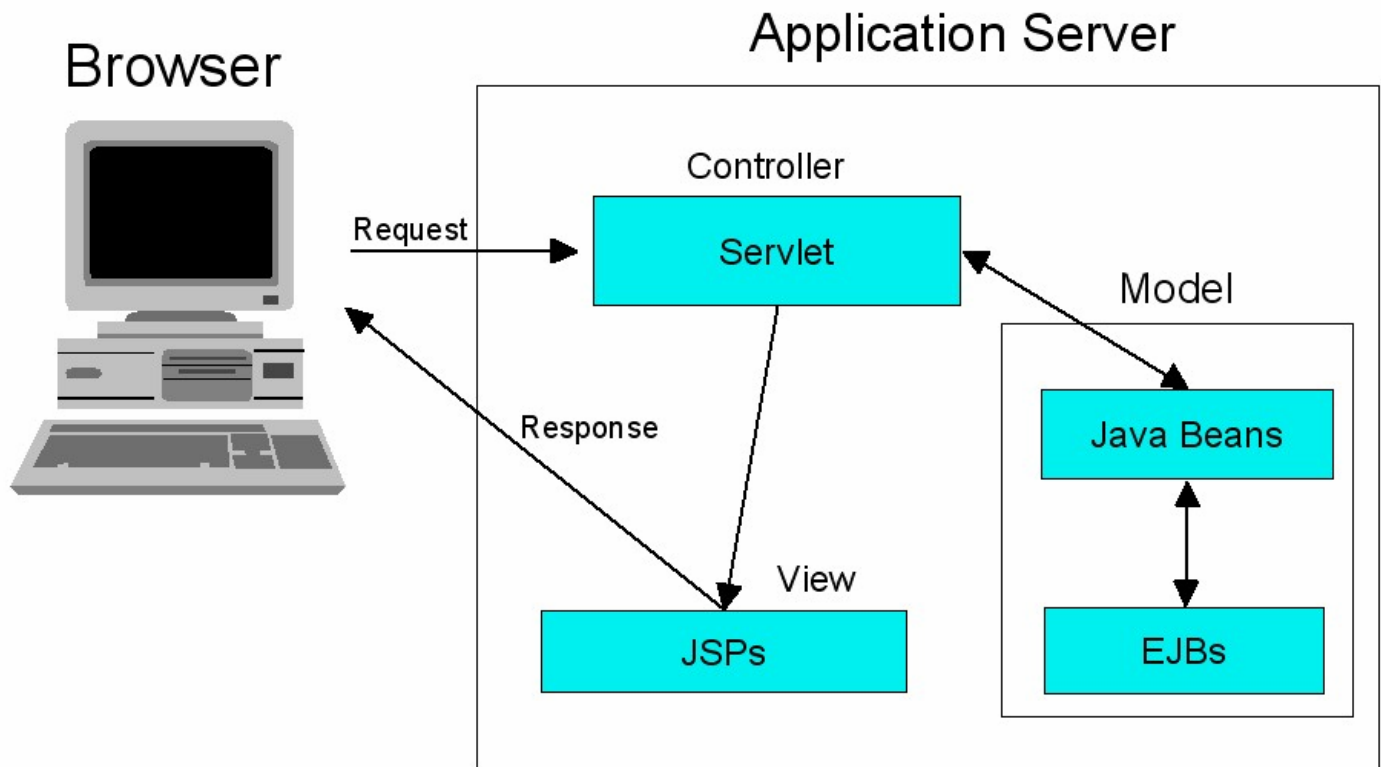 Application Server
Browser
Controller
Request
Servlet
Model
Java Beans
Response
View
JSPs
EJBs